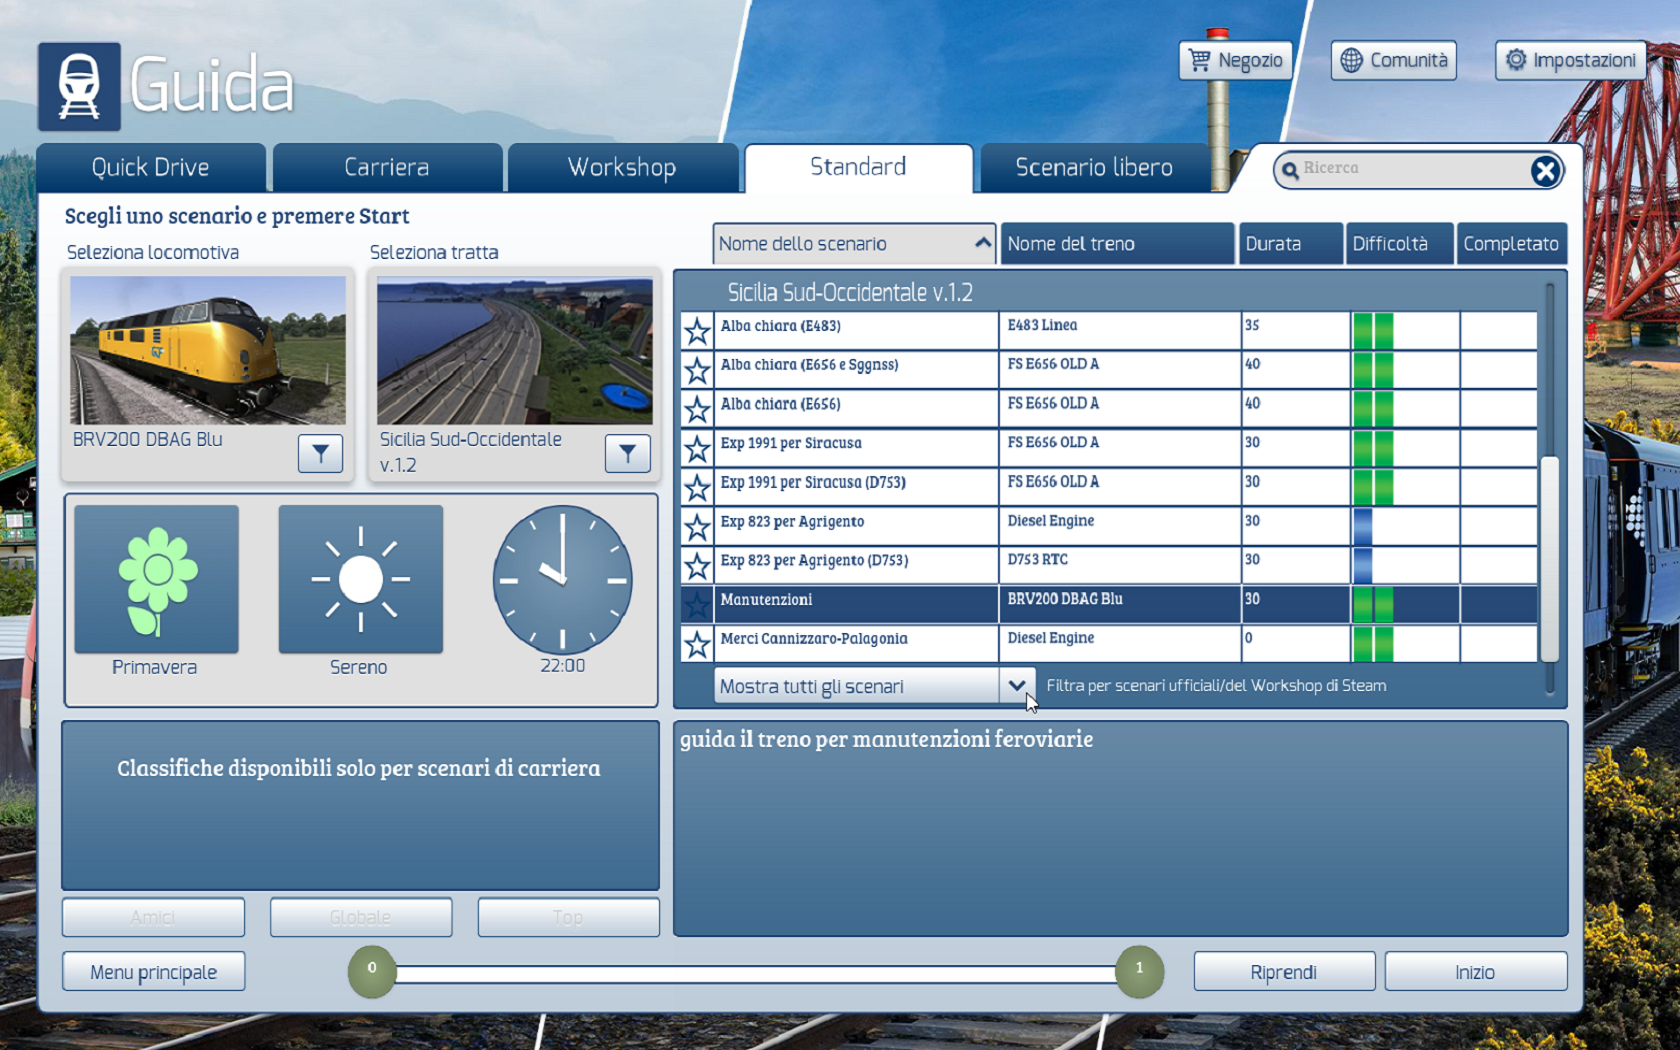 Guida
Negozio
Comunità
Impostazioni
Quick Drive
Carriera
Workshop
Standard
Scenario libero
Ricerca
Scegli uno scenario e premere Start
Seleziona locomotiva
Seleziona tratta
Nome dello scenario
Nome del treno
Durata
Difficoltà
Completato
BRV200 DBAG Blu
Sicilia Sud-Occidentale
v.1.2
Sicilia Sud-Occidentale v.1.2
Alba chiara (E483) E483 Linea 35
Alba chiara (E656 e Sggnss) FS E656 OLD A 40
Alba chiara (E656) FS E656 OLD A 40
Exp 1991 per Siracusa FS E656 OLD A 30
Exp 1991 per Siracusa (D753) FS E656 OLD A 30
Exp 823 per Agrigento Diesel Engine 30
Exp 823 per Agrigento (D753) D753 RTC 30
Manutenzioni BRV200 DBAG Blu 30
Merci Cannizzaro-Palagonia Diesel Engine 0
Mostra tutti gli scenari
Filtra per scenari ufficiali/del Workshop di Steam
Primavera
Sereno
22:00
Classifiche disponibili solo per scenari di carriera
guida il treno per manutenzioni feroviarie
Amici
Globale
Top
Menu principale
0
1
Riprendi
Inizio